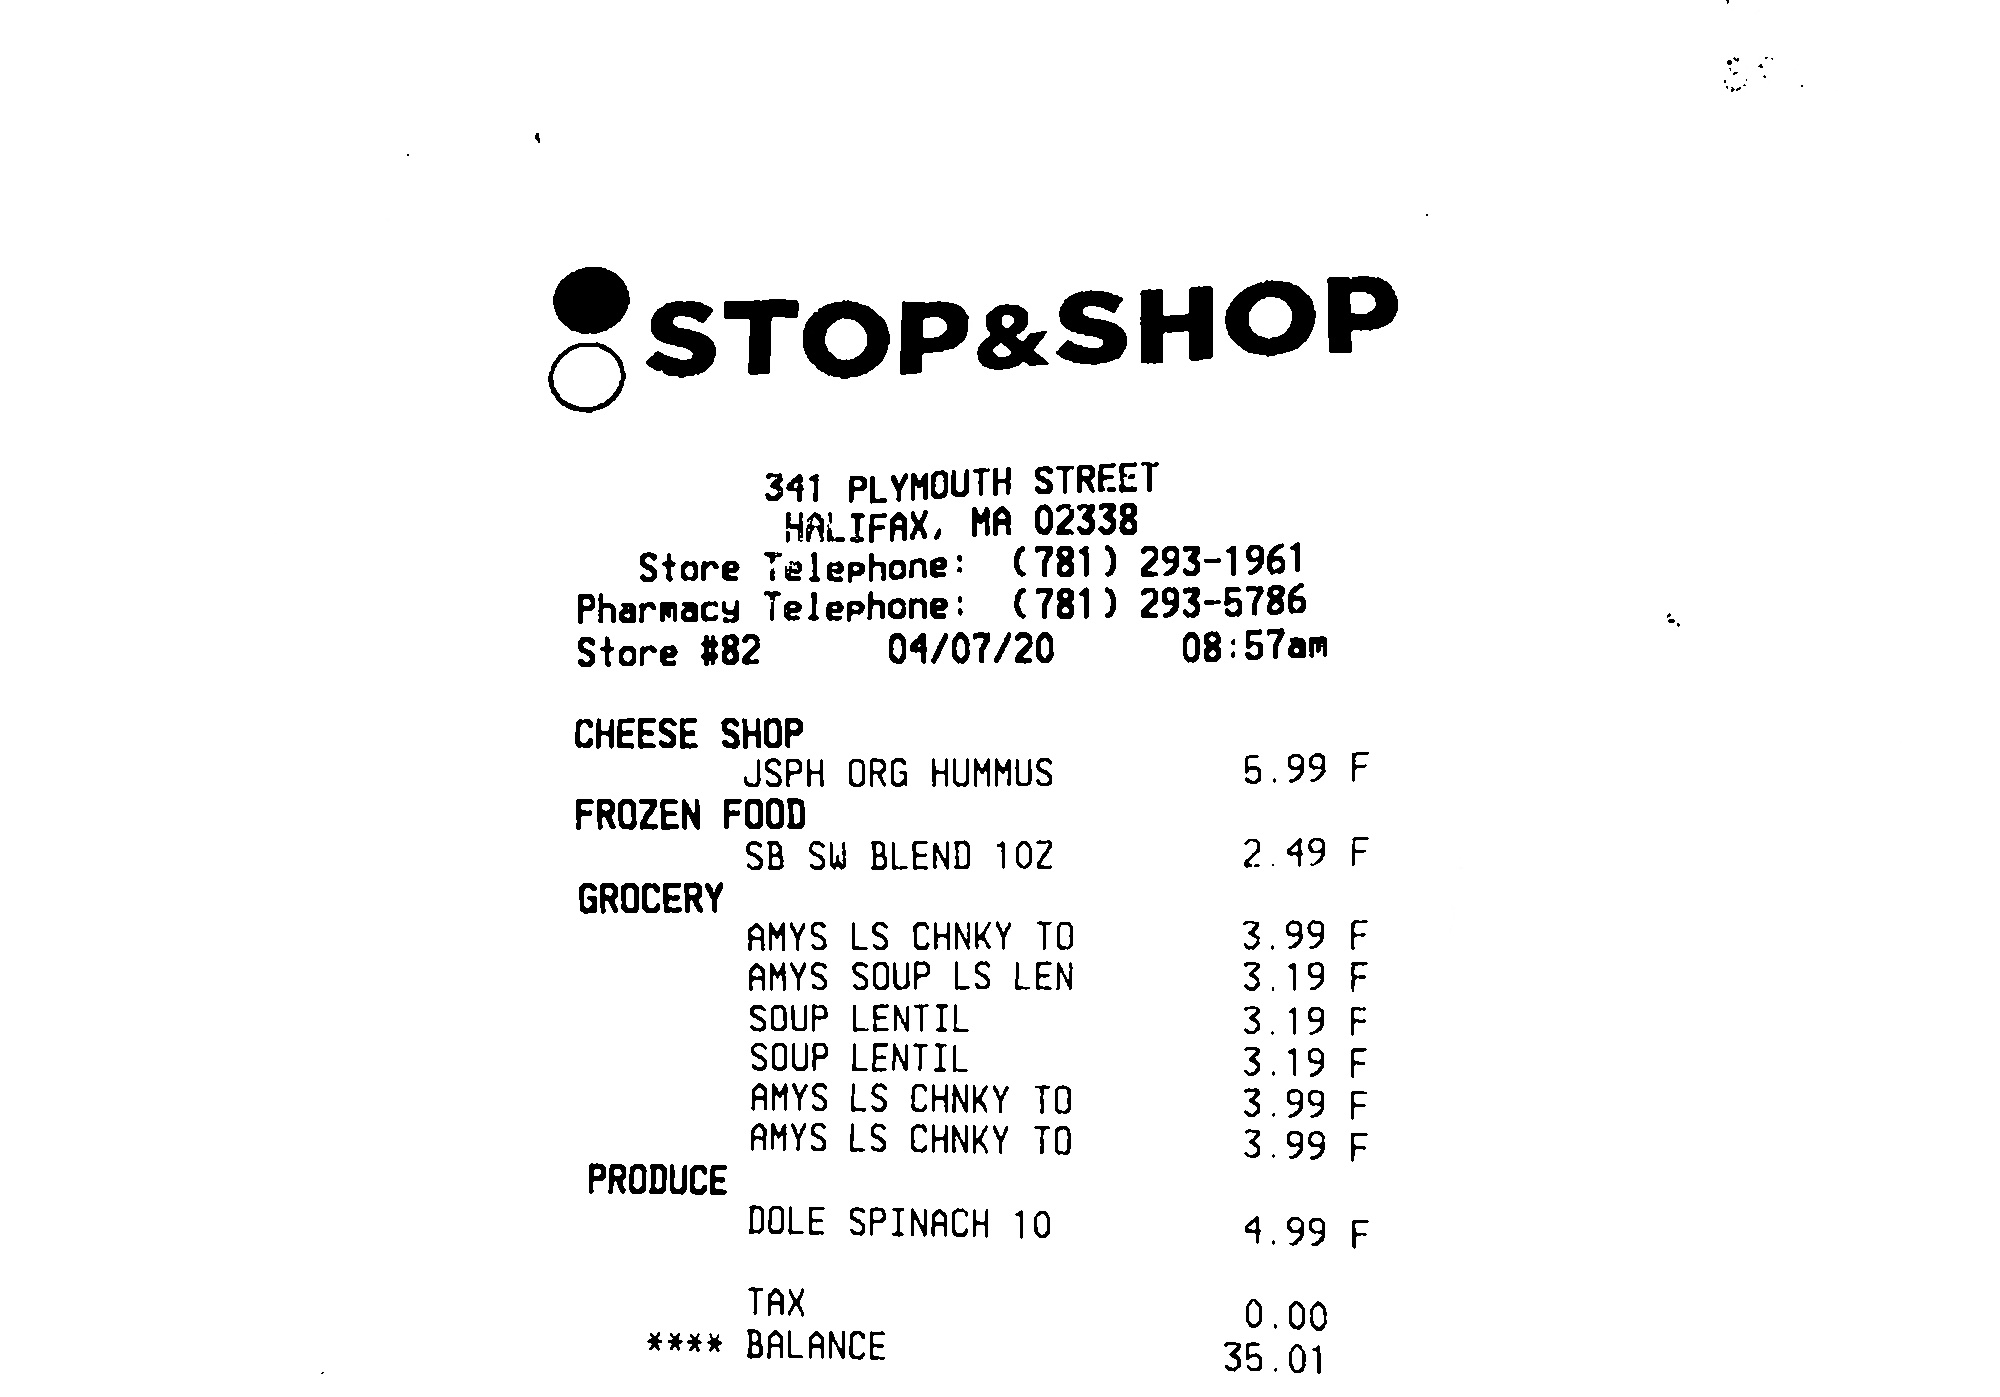 STOP&SHOP
341 PLYMOUTH STREET
HALIFAX, MA 02338
Store Telephone: (781) 293-1961
Pharmacy Telephone: (781) 293-5786
Store #82 04/07/20 08:57am
CHEESE SHOP
JSPH ORG HUMMUS 5.99 F
FROZEN FOOD
SB SW BLEND 10Z 2.49 F
GROCERY
AMYS LS CHNKY TO 3.99 F
AMYS SOUP LS LEN 3.19 F
SOUP LENTIL 3.19 F
SOUP LENTIL 3.19 F
AMYS LS CHNKY TO 3.99 F
AMYS LS CHNKY TO 3.99 F
PRODUCE
DOLE SPINACH 10 4.99 F
TAX 0.00
**** BALANCE 35.01